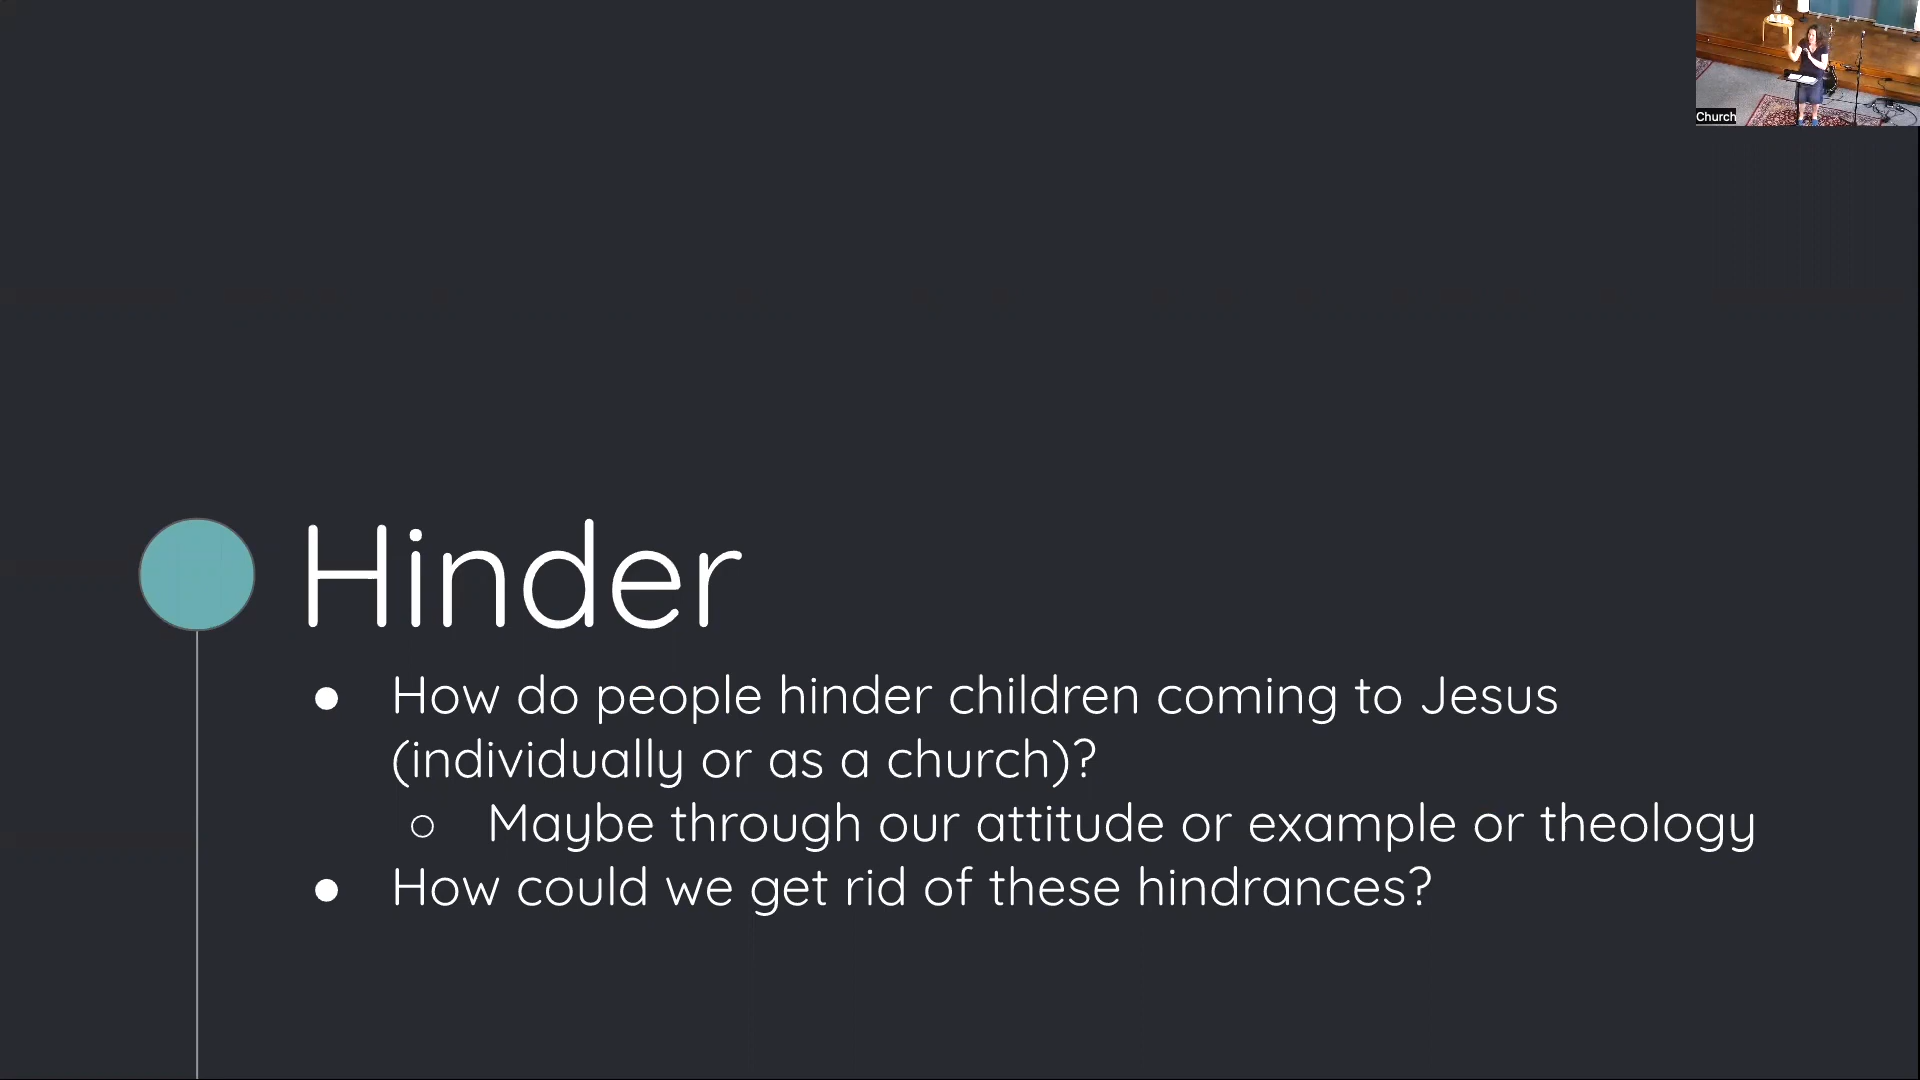 Church
Hinder
● How do people hinder children coming to Jesus
(individually or as a church)?
○ Maybe through our attitude or example or theology
● How could we get rid of these hindrances?